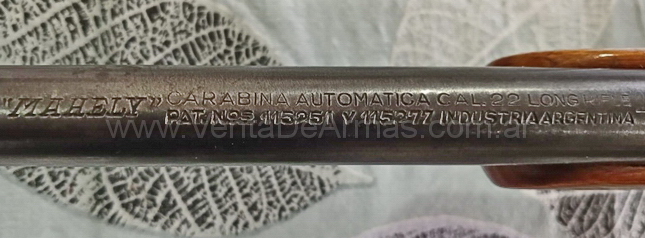 "MAHELY" CARABINA AUTOMATICA CAL. 22 LONG RIFLE
PAT. NOS. 115251 Y 115277 INDUSTRIA ARGENTINA
www.VentaDeArmas.com.ar